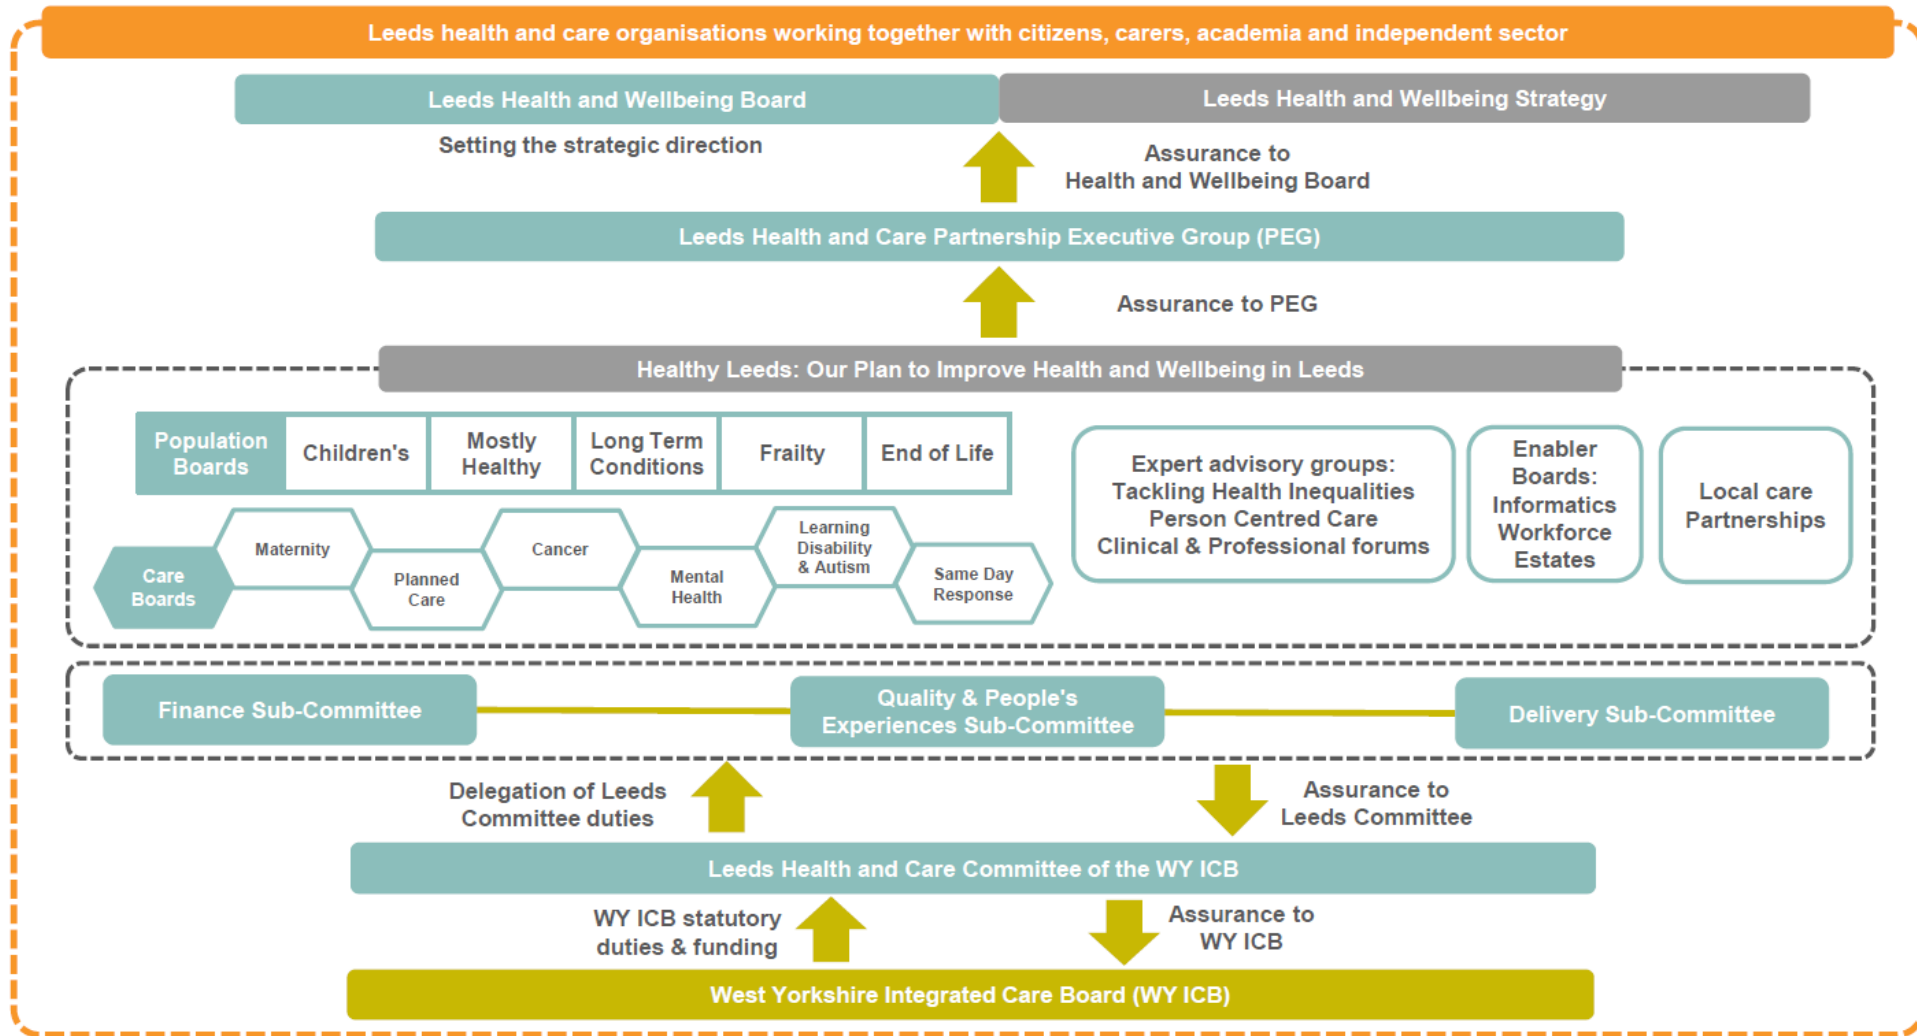 Leeds health and care organisations working together with citizens, carers, academia and independent sector
Leeds Health and Wellbeing Board
Leeds Health and Wellbeing Strategy
Setting the strategic direction
Assurance to
Health and Wellbeing Board
Leeds Health and Care Partnership Executive Group (PEG)
Assurance to PEG
Healthy Leeds: Our Plan to Improve Health and Wellbeing in Leeds
Population
Boards
Children's
Mostly
Healthy
Long Term
Conditions
Frailty
End of Life
Care
Boards
Maternity
Planned
Care
Cancer
Mental
Health
Learning
Disability
& Autism
Same Day
Response
Expert advisory groups:
Tackling Health Inequalities
Person Centred Care
Clinical & Professional forums
Enabler
Boards:
Informatics
Workforce
Estates
Local care
Partnerships
Finance Sub-Committee
Quality & People's
Experiences Sub-Committee
Delivery Sub-Committee
Delegation of Leeds
Committee duties
Assurance to
Leeds Committee
Leeds Health and Care Committee of the WY ICB
WY ICB statutory
duties & funding
Assurance to
WY ICB
West Yorkshire Integrated Care Board (WY ICB)